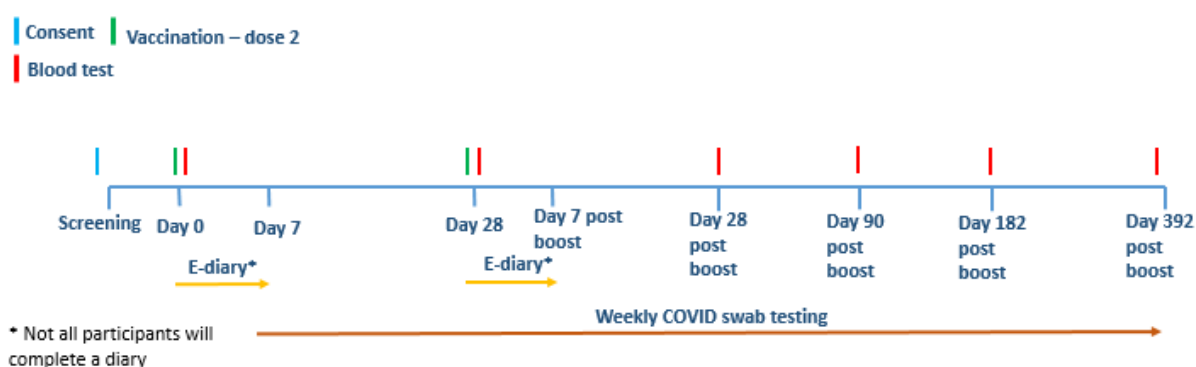 Consent
Vaccination – dose 2
Blood test
Screening
Day 0
Day 7
Day 28
Day 7 post
boost
Day 28
post
boost
Day 90
post
boost
Day 182
post
boost
Day 392
post
boost
E-diary*
E-diary*
Weekly COVID swab testing
* Not all participants will
complete a diary